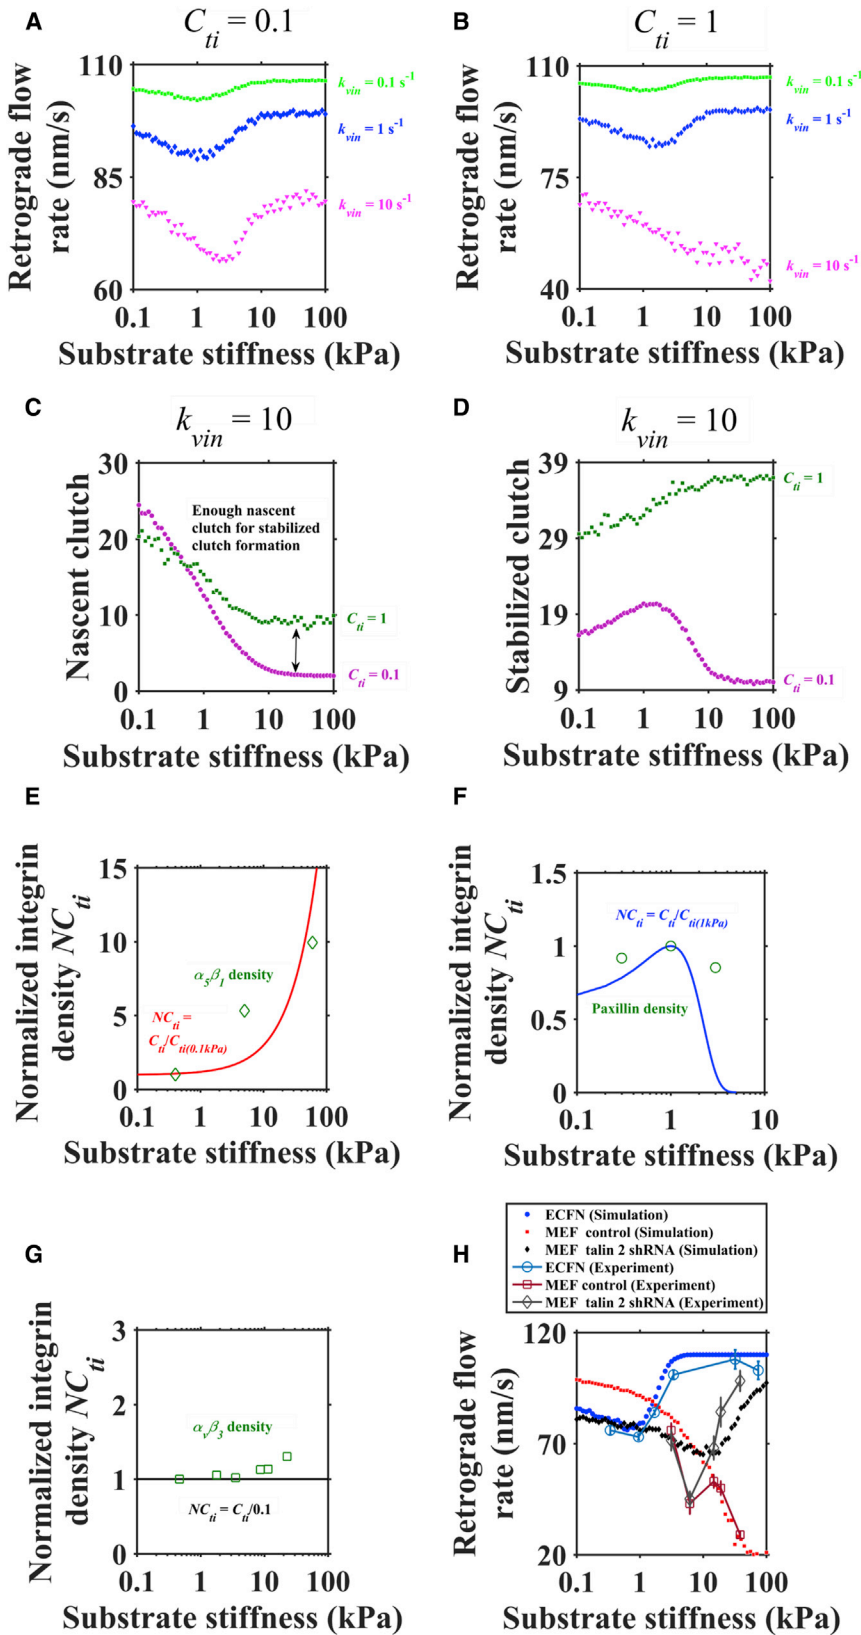 A
C_ti = 0.1
Retrograde flow
rate (nm/s)
110
85
60
k_vin = 0.1 s^-1
k_vin = 1 s^-1
k_vin = 10 s^-1
0.1 1 10 100
Substrate stiffness (kPa)
B
C_ti = 1
Retrograde flow
rate (nm/s)
110
75
40
k_vin = 0.1 s^-1
k_vin = 1 s^-1
k_vin = 10 s^-1
0.1 1 10 100
Substrate stiffness (kPa)
C
k_vin = 10
Nascent clutch
30
20
10
0
Enough nascent
clutch for stabilized
clutch formation
C_ti = 1
C_ti = 0.1
0.1 1 10 100
Substrate stiffness (kPa)
D
k_vin = 10
Stabilized clutch
39
29
19
9
C_ti = 1
C_ti = 0.1
0.1 1 10 100
Substrate stiffness (kPa)
E
Normalized integrin
density NC_ti
15
10
5
0
α_5β_1 density
NC_ti =
C_ti/C_ti(0.1kPa)
0.1 1 10 100
Substrate stiffness (kPa)
F
Normalized integrin
density NC_ti
1.5
1
0.5
0
NC_ti = C_ti/C_ti(1kPa)
Paxillin density
0.1 1 10
Substrate stiffness (kPa)
G
Normalized integrin
density NC_ti
3
2
1
0
α_vβ_3 density
NC_ti = C_ti/0.1
0.1 1 10 100
Substrate stiffness (kPa)
H
ECFN (Simulation)
MEF control (Simulation)
MEF talin 2 shRNA (Simulation)
ECFN (Experiment)
MEF control (Experiment)
MEF talin 2 shRNA (Experiment)
Retrograde flow
rate (nm/s)
120
70
20
0.1 1 10 100
Substrate stiffness (kPa)